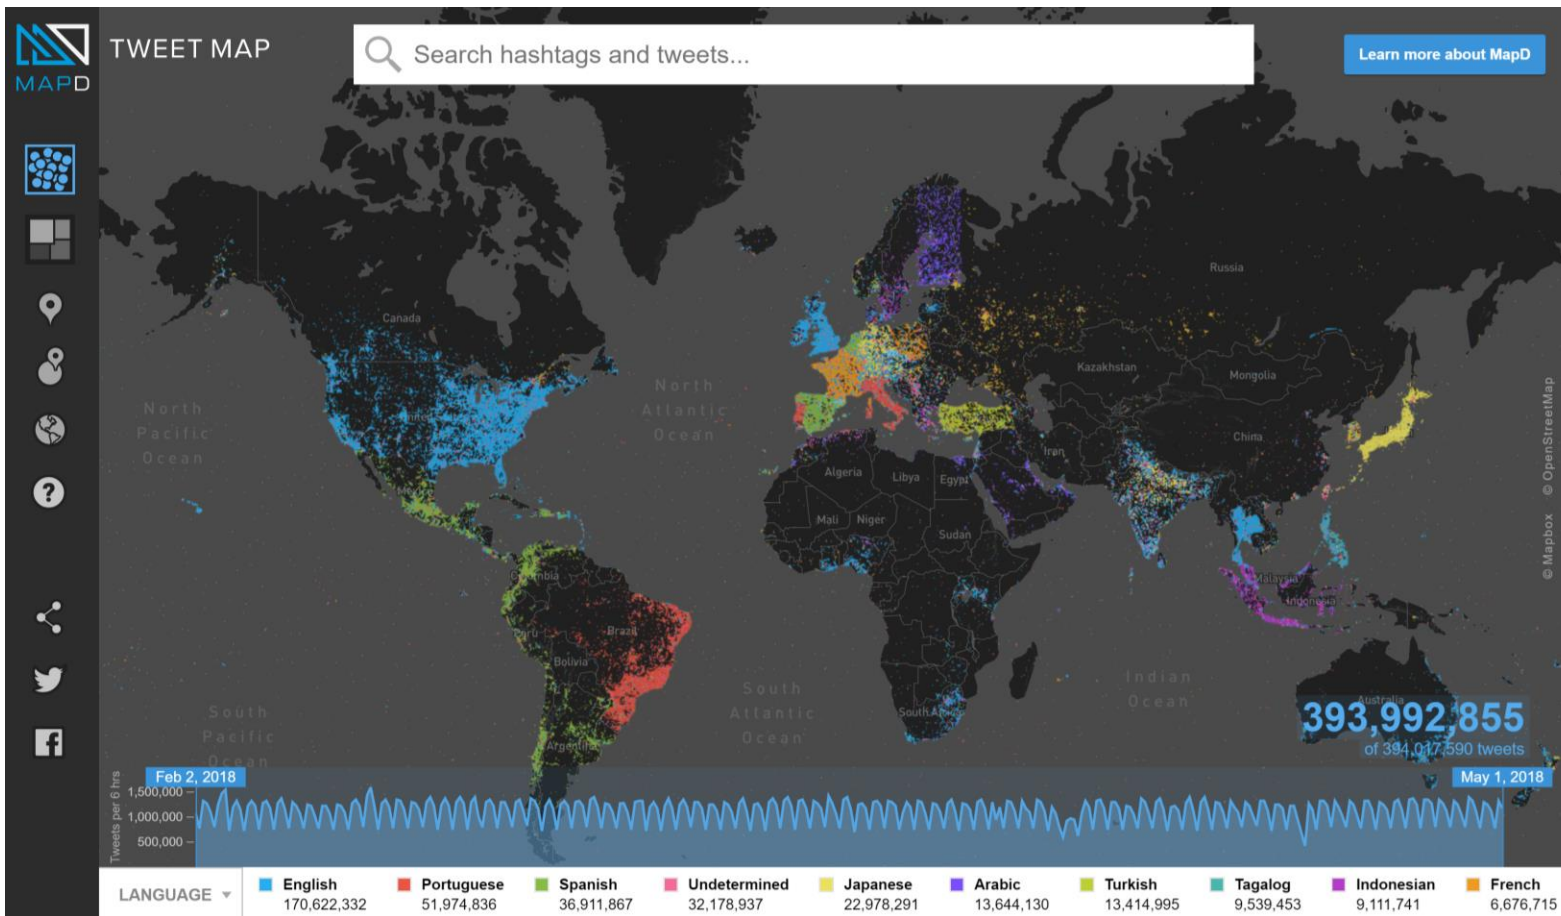 TWEET MAP
Search hashtags and tweets...
Learn more about MapD
MAPD
Russia
Canada
Kazakhstan
Mongolia
North
Pacific
Ocean
North
Atlantic
Ocean
China
Iran
Algeria
Libya
Egypt
Mali
Niger
Sudan
Colombia
Malaysia
Indonesia
Peru
Brazil
Bolivia
South
Pacific
Ocean
South
Atlantic
Ocean
Indian
Ocean
South Africa
Argentina
Australia
© Mapbox © OpenStreetMap
393,992,855
of 394,017,590 tweets
Feb 2, 2018
May 1, 2018
Tweets per 6 hrs
1,500,000
1,000,000
500,000
LANGUAGE
English
170,622,332
Portuguese
51,974,836
Spanish
36,911,867
Undetermined
32,178,937
Japanese
22,978,291
Arabic
13,644,130
Turkish
13,414,995
Tagalog
9,539,453
Indonesian
9,111,741
French
6,676,715